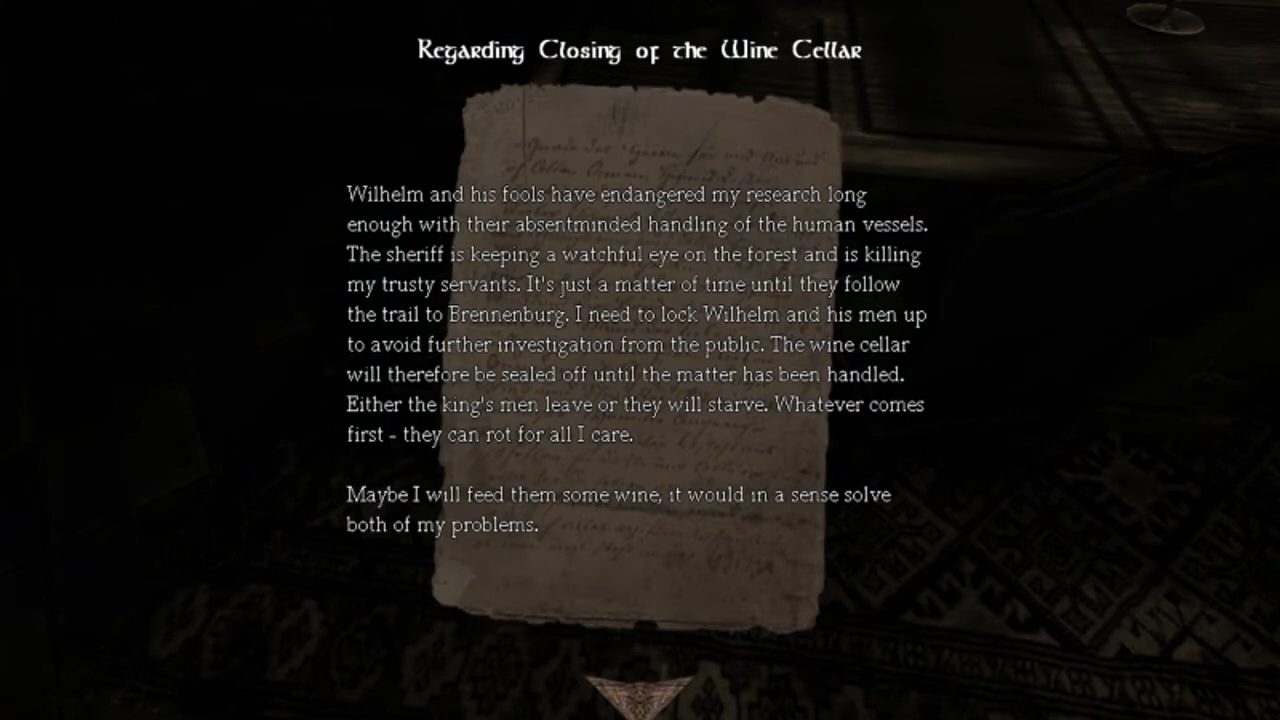 Regarding Closing of the Wine Cellar
Wilhelm and his fools have endangered my research long
enough with their absentminded handling of the human vessels.
The sheriff is keeping a watchful eye on the forest and is killing
my trusty servants. It's just a matter of time until they follow
the trail to Brennenburg. I need to lock Wilhelm and his men up
to avoid further investigation from the public. The wine cellar
will therefore be sealed off until the matter has been handled.
Either the king's men leave or they will starve. Whatever comes
first - they can rot for all I care.
Maybe I will feed them some wine, it would in a sense solve
both of my problems.